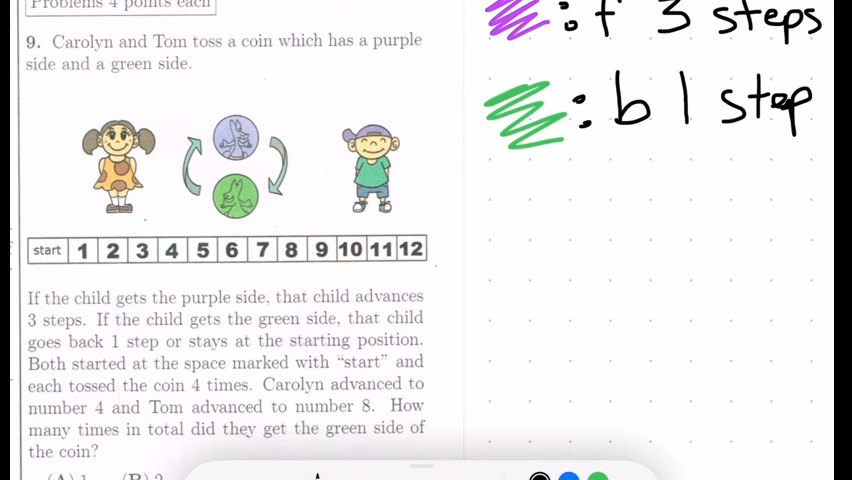 Problems 4 points each
: f 3 steps
: b 1 step
9. Carolyn and Tom toss a coin which has a purple
side and a green side.
start 1 2 3 4 5 6 7 8 9 10 11 12
If the child gets the purple side, that child advances
3 steps. If the child gets the green side, that child
goes back 1 step or stays at the starting position.
Both started at the space marked with “start” and
each tossed the coin 4 times. Carolyn advanced to
number 4 and Tom advanced to number 8. How
many times in total did they get the green side of
the coin?
(A) 1 (B) 2